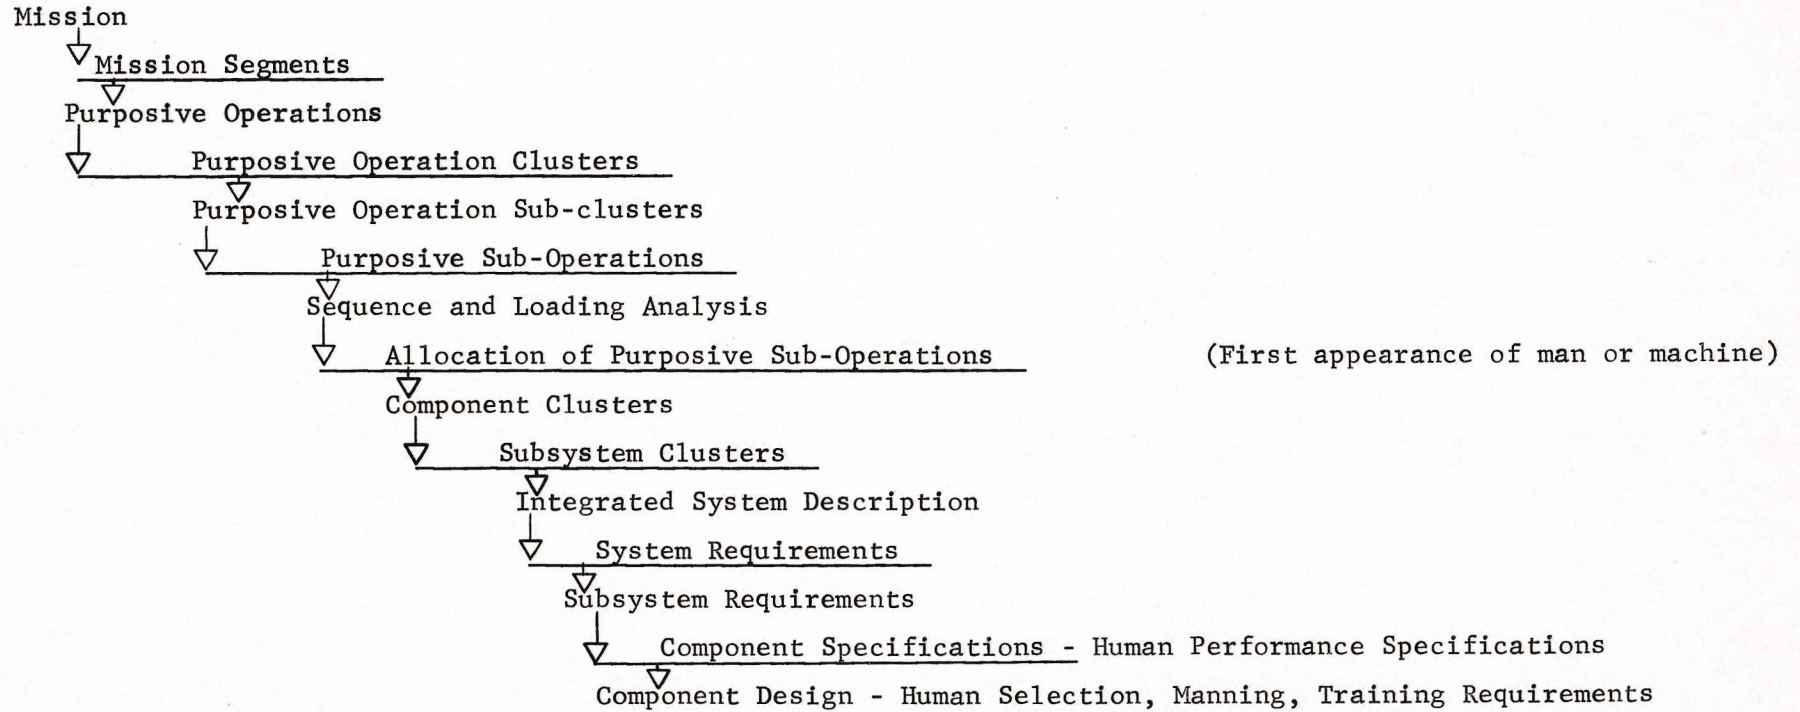 Mission
Mission Segments
Purposive Operations
Purposive Operation Clusters
Purposive Operation Sub-clusters
Purposive Sub-Operations
Sequence and Loading Analysis
Allocation of Purposive Sub-Operations (First appearance of man or machine)
Component Clusters
Subsystem Clusters
Integrated System Description
System Requirements
Subsystem Requirements
Component Specifications - Human Performance Specifications
Component Design - Human Selection, Manning, Training Requirements